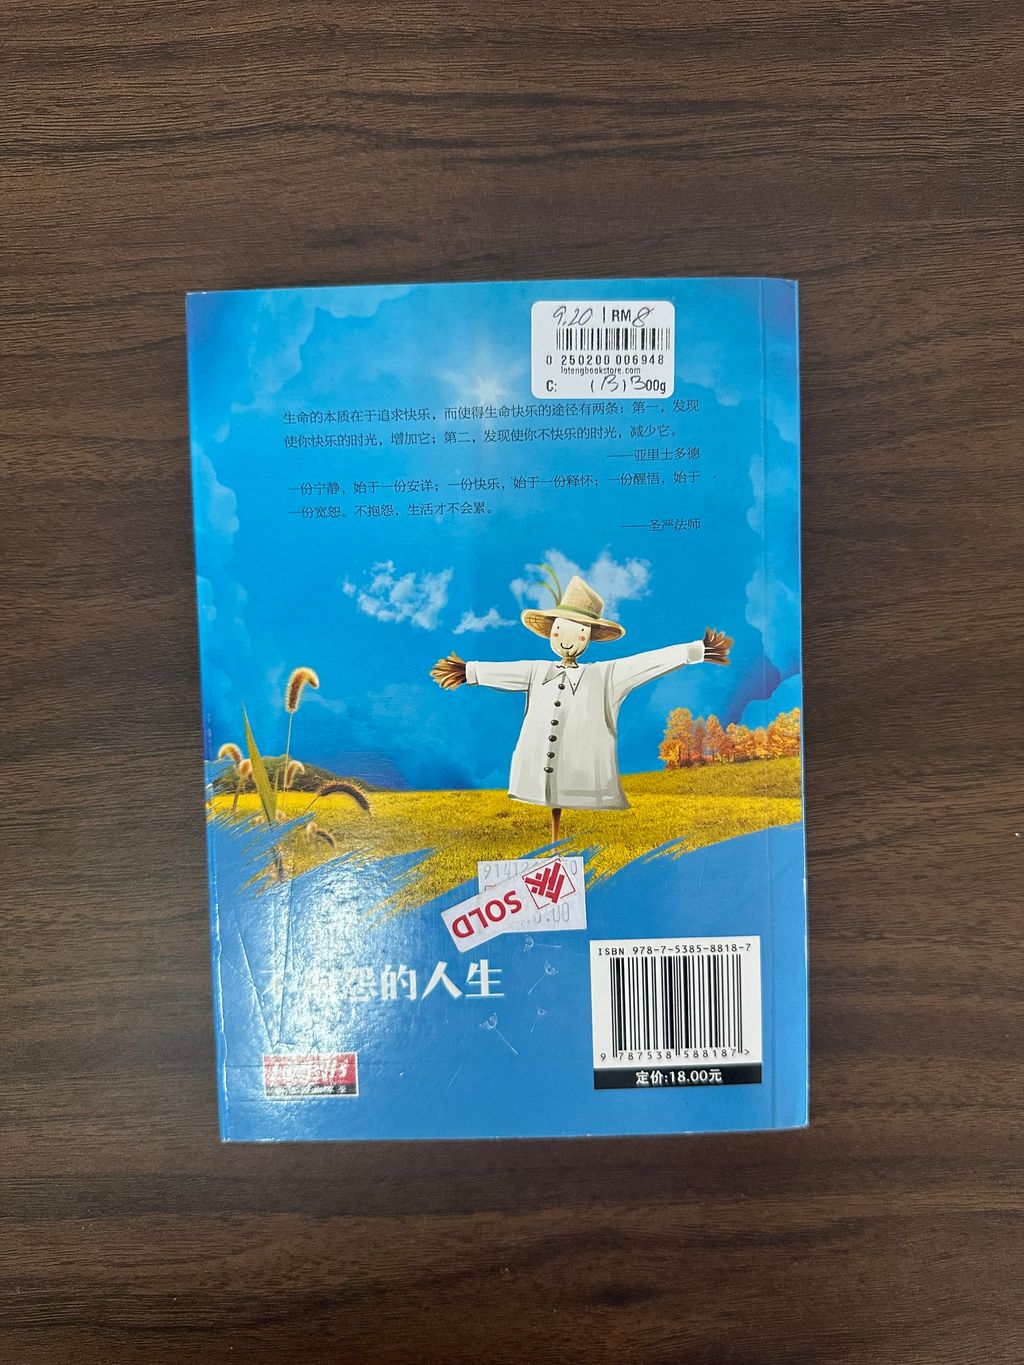 9.20 | RM 8
0 250200 006948
lotengbookstore.com
C: (B) 300g
生命的本质在于追求快乐，而使得生命快乐的途径有两条：第一，发现
使你快乐的时光，增加它；第二，发现使你不快乐的时光，减少它。
——亚里士多德
一份宁静，始于一份安详；一份快乐，始于一份释怀；一份醒悟，始于
一份宽恕。不抱怨，生活才不会累。
——圣严法师
SOLD
怨的人生
ISBN 978-7-5385-8818-7
9 787538 588187 >
定价:18.00元